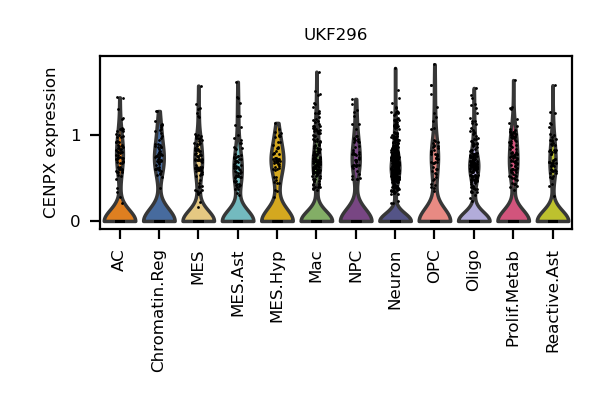 UKF296
CENPX expression
1
0
AC
Chromatin.Reg
MES
MES.Ast
MES.Hyp
Mac
NPC
Neuron
OPC
Oligo
Prolif.Metab
Reactive.Ast